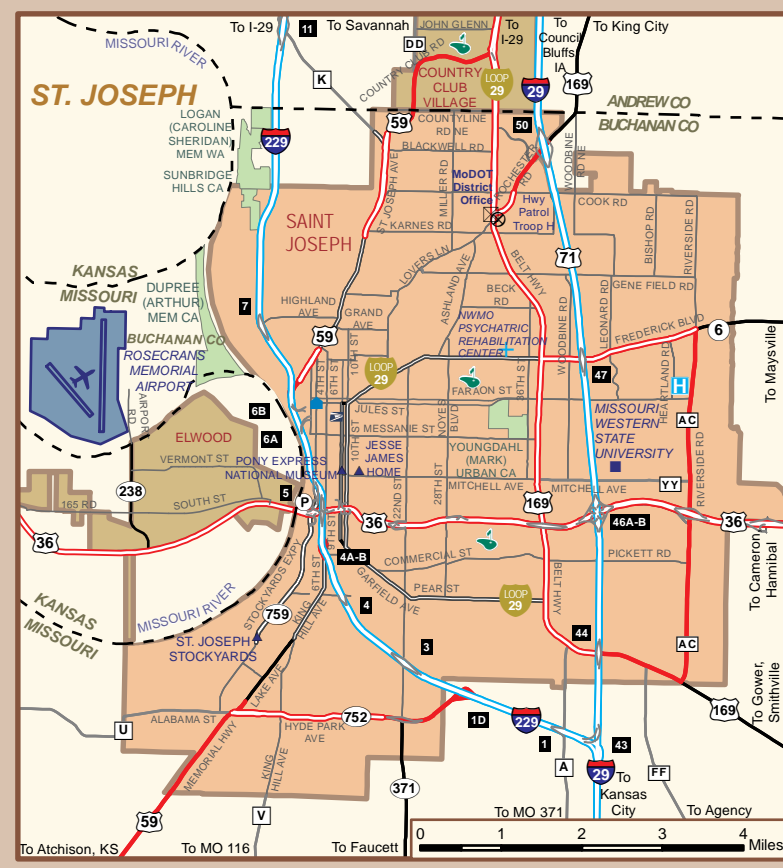 To I-29
11
To Savannah
JOHN GLENN
To
I-29
To
Council
Bluffs,
IA
To King City
MISSOURI RIVER
DD
COUNTRY CLUB RD
K
COUNTRY
CLUB
VILLAGE
LOOP
29
29
169
ST. JOSEPH
ANDREW CO
BUCHANAN CO
LOGAN
(CAROLINE
SHERIDAN)
MEM WA
59
COUNTYLINE
RD NE
50
229
BLACKWELL RD
SUNBRIDGE
HILLS CA
MoDOT
District
Office
ROCHESTER
RD
WOODBINE
RD NE
ST JOSEPH AVE
MILLER RD
COOK RD
Hwy
Patrol
Troop H
SAINT
JOSEPH
KARNES RD
BISHOP RD
RIVERSIDE RD
LOVERS LN
BELT HWY
71
KANSAS
MISSOURI
ASHLAND AVE
GENE FIELD RD
DUPREE
(ARTHUR)
MEM CA
BECK
RD
7
HIGHLAND
AVE
GRAND
AVE
WOODBINE RD
LEONARD RD
NWMO
PSYCHATRIC
REHABILITATION
CENTER
FREDERICK BLVD
6
BUCHANAN CO
59
10TH ST
ROSECRANS
MEMORIAL
AIRPORT
LOOP
29
47
To Maysville
4TH ST
6TH ST
FARAON ST
36TH ST
HEARTLAND RD
H
AIRPORT
RD
6B
JULES ST
NOYES
BLVD
MISSOURI
WESTERN
STATE
UNIVERSITY
AC
6A
MESSANIE ST
ELWOOD
10TH ST
JESSE
JAMES
HOME
YOUNGDAHL
(MARK)
URBAN CA
RIVERSIDE RD
VERMONT ST
PONY EXPRESS
NATIONAL MUSEUM
22ND ST
28TH ST
MITCHELL AVE
MITCHELL AVE
YY
238
5
165 RD
SOUTH ST
P
169
36
36
46A-B
36
9TH ST
4A-B
COMMERCIAL ST
PICKETT RD
To Cameron,
Hannibal
STOCKYARDS EXPY
6TH ST
GARFIELD AVE
PEAR ST
BELT HWY
LOOP
29
KANSAS
MISSOURI
MISSOURI RIVER
759
KING
HILL AVE
4
44
ST. JOSEPH
STOCKYARDS
3
AC
LAKE AVE
169
To Gower,
Smithville
U
ALABAMA ST
752
1D
229
HYDE PARK
AVE
1
43
MEMORIAL HWY
KING
HILL AVE
A
29
FF
371
To
Kansas
City
59
V
To MO 371
To Agency
To Atchison, KS
To MO 116
To Faucett
0 1 2 3 4
Miles